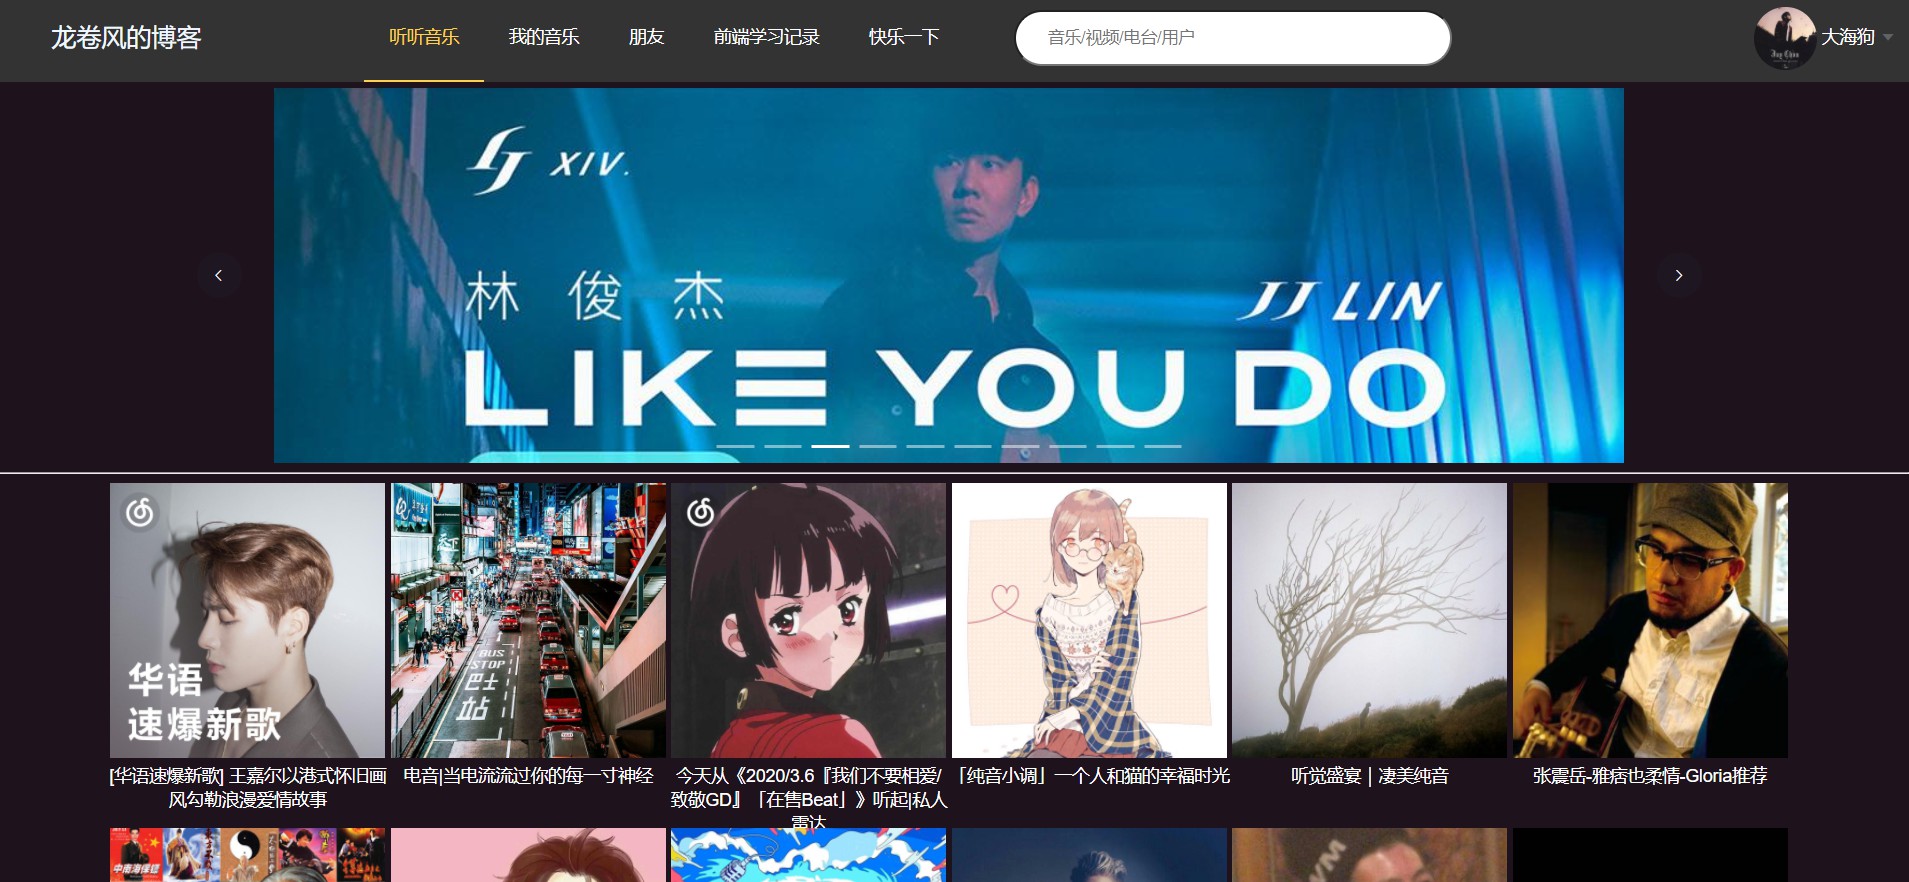 龙卷风的博客
听听音乐
我的音乐
朋友
前端学习记录
快乐一下
音乐/视频/电台/用户
大海狗
XIV.
林俊杰
JJ LIN
LIKE YOU DO
华语
速爆新歌
天下
BUS
STOP
巴士
站
[华语速爆新歌] 王嘉尔以港式怀旧画
风勾勒浪漫爱情故事
电音|当电流流过你的每一寸神经
今天从《2020/3.6『我们不要相爱/
致敬GD』「在售Beat」》听起|私人
雷达
「纯音小调」一个人和猫的幸福时光
听觉盛宴｜凄美纯音
张震岳-雅痞也柔情-Gloria推荐
中南海保镖